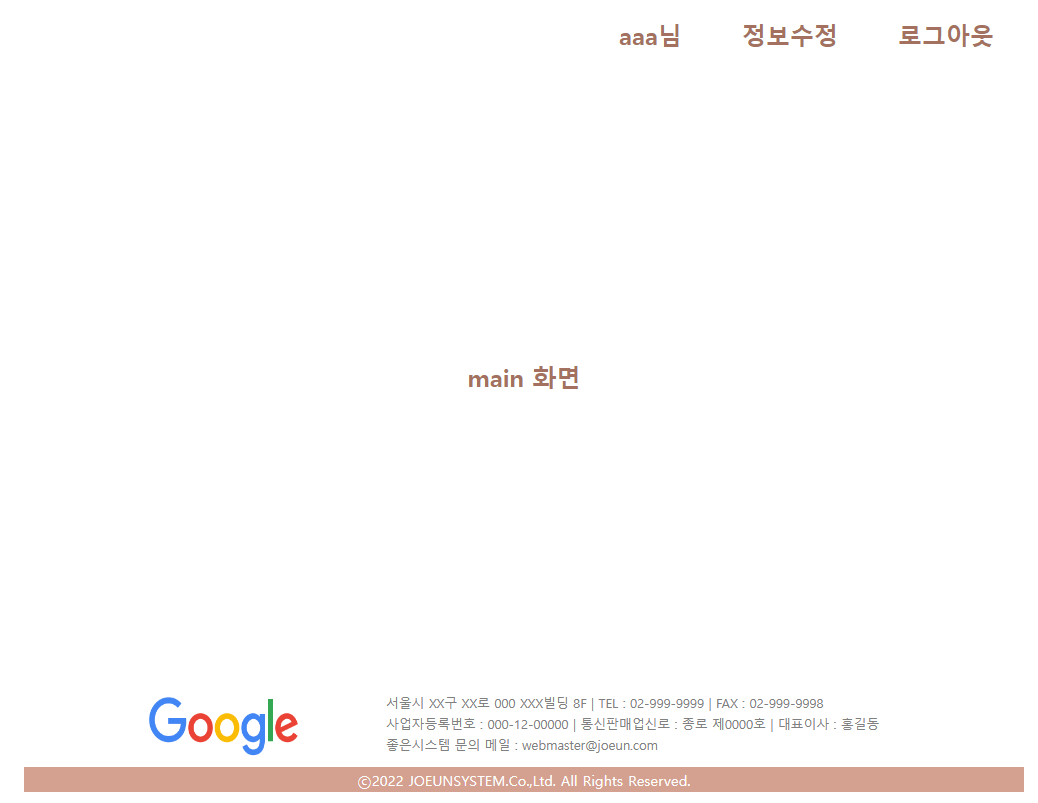 aaa님 정보수정 로그아웃
main 화면
Google
서울시 XX구 XX로 000 XXX빌딩 8F | TEL : 02-999-9999 | FAX : 02-999-9998
사업자등록번호 : 000-12-00000 | 통신판매업신로 : 종로 제0000호 | 대표이사 : 홍길동
좋은시스템 문의 메일 : webmaster@joeun.com
ⓒ2022 JOEUNSYSTEM.Co.,Ltd. All Rights Reserved.